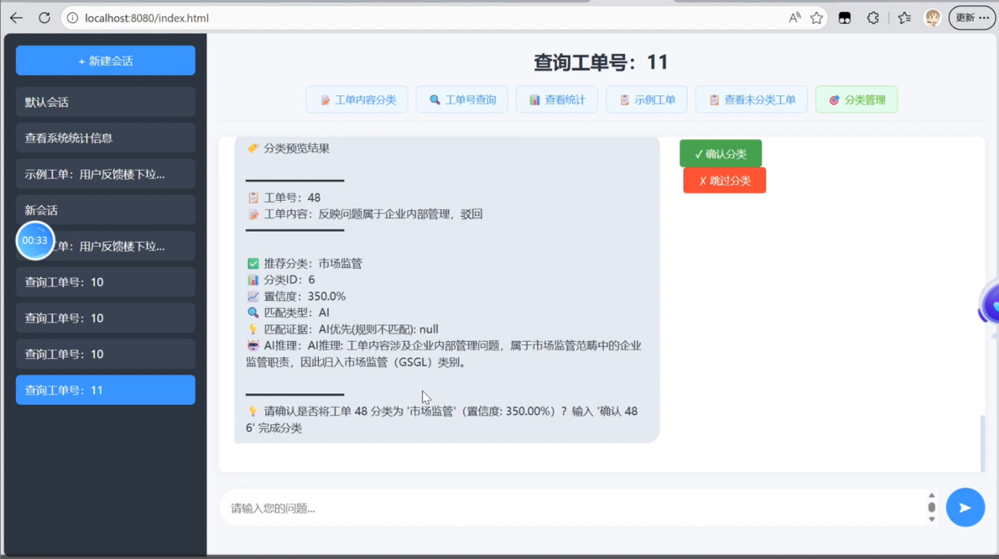 localhost:8080/index.html
更新
+ 新建会话
默认会话
查看系统统计信息
示例工单：用户反馈楼下垃...
新会话
00:33
工单：用户反馈楼下垃...
查询工单号：10
查询工单号：10
查询工单号：10
查询工单号：11
查询工单号：11
工单内容分类
工单号查询
查看统计
示例工单
查看未分类工单
分类管理
分类预览结果
工单号：48
工单内容：反映问题属于企业内部管理，驳回
推荐分类：市场监管
分类ID：6
置信度：350.0%
匹配类型：AI
匹配证据：AI优先(规则不匹配): null
AI推理：AI推理: 工单内容涉及企业内部管理问题，属于市场监管范畴中的企业
监管职责，因此归入市场监管（GSGL）类别。
请确认是否将工单 48 分类为 '市场监管'（置信度: 350.00%）？输入 '确认 48
6' 完成分类
✓ 确认分类
✗ 跳过分类
请输入您的问题...